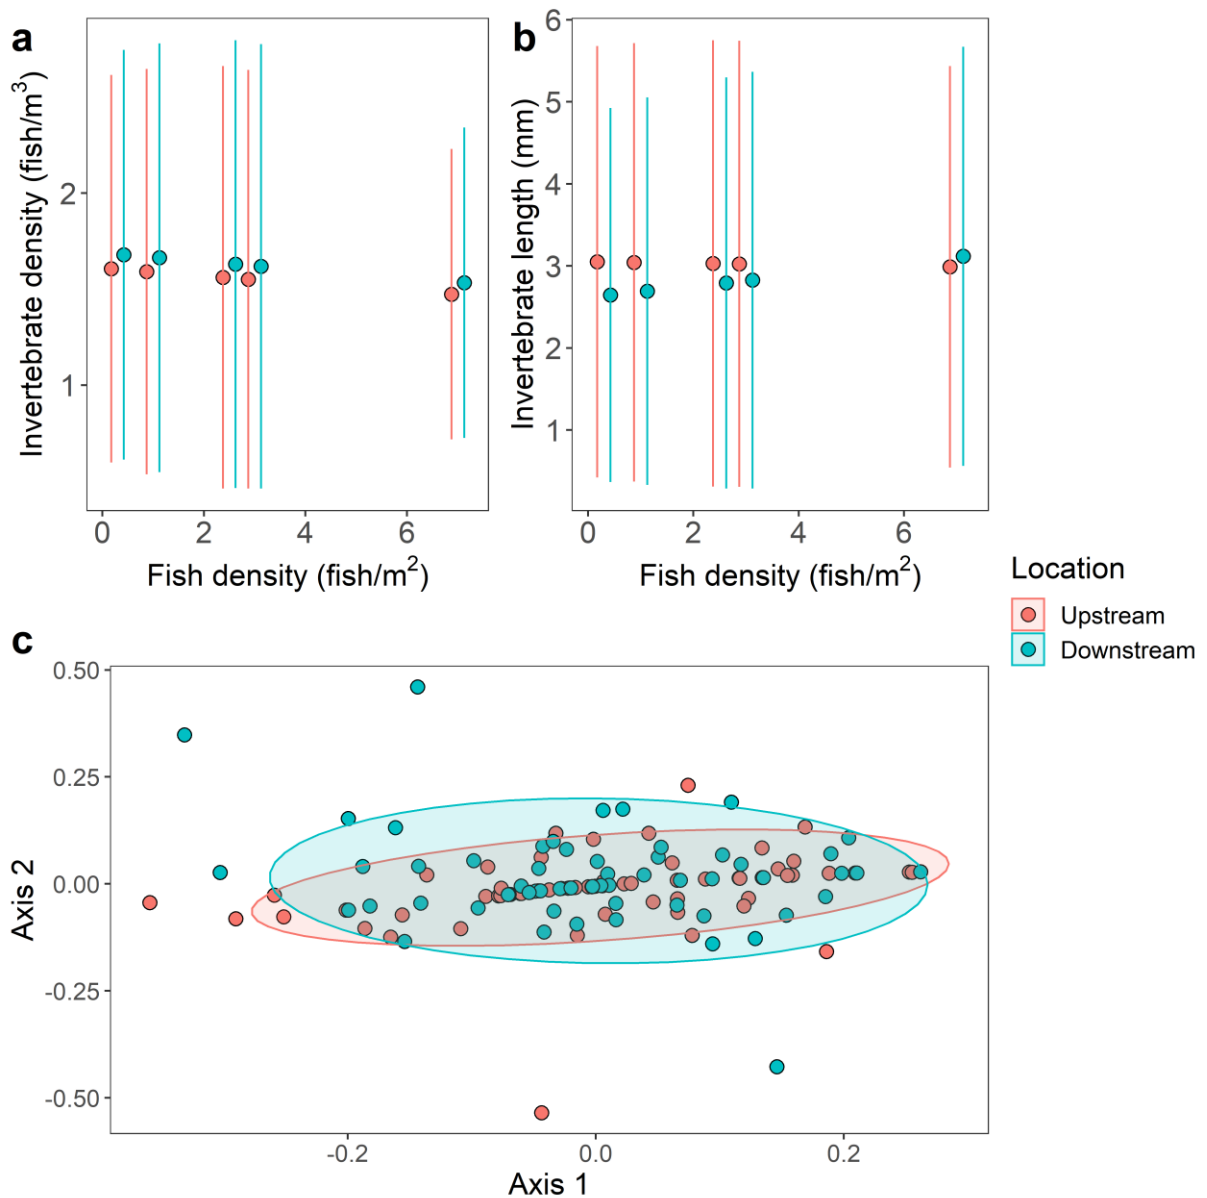 a
Invertebrate density (fish/m³)
2
1
0 2 4 6
Fish density (fish/m²)
b
Invertebrate length (mm)
6
5
4
3
2
1
0 2 4 6
Fish density (fish/m²)
Location
Upstream
Downstream
c
Axis 2
0.50
0.25
0.00
-0.25
-0.50
-0.2 0.0 0.2
Axis 1